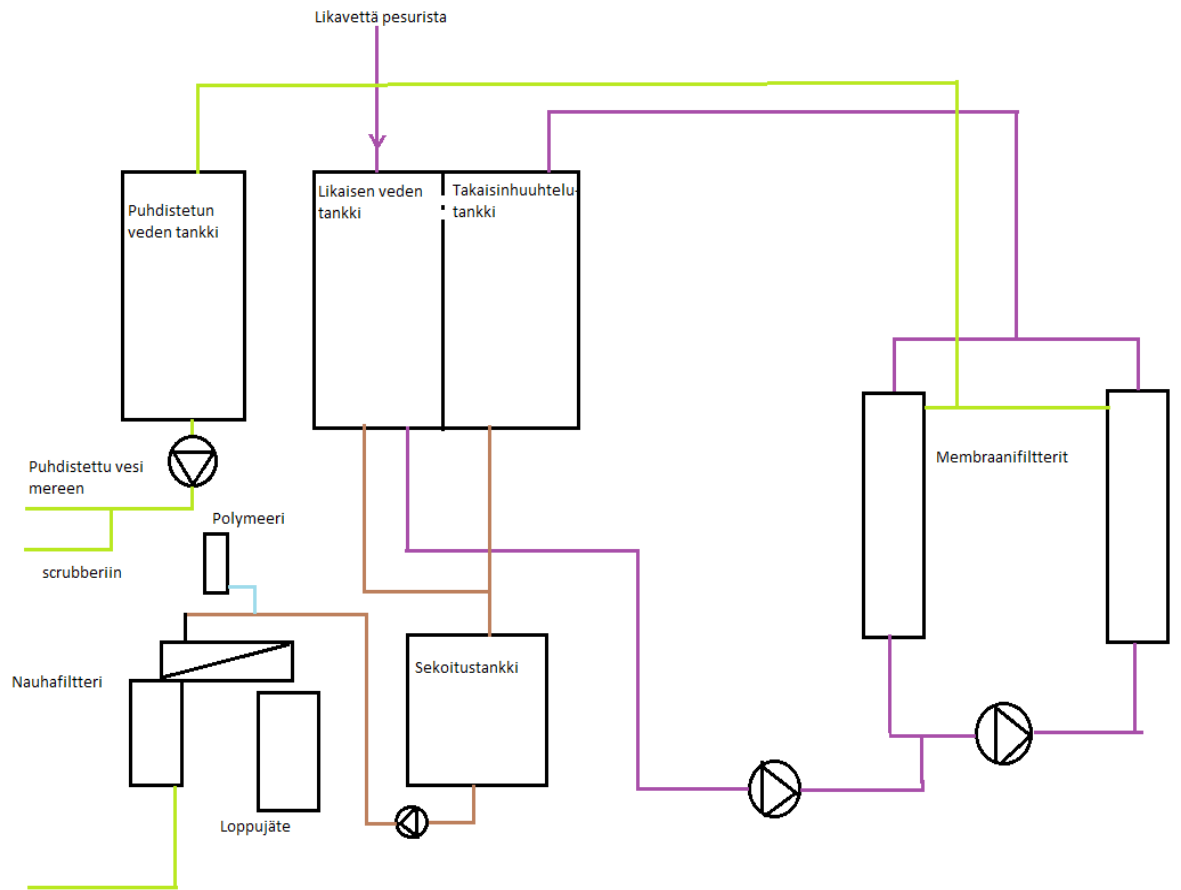 Likavettä pesurista
Likaisen veden
tankki
Takaisinhuuhtelu-
tankki
Puhdistetun
veden tankki
Membraanifiltterit
Puhdistettu vesi
mereen
Polymeeri
scrubberiin
Sekoitustankki
Nauhafiltteri
Loppujäte